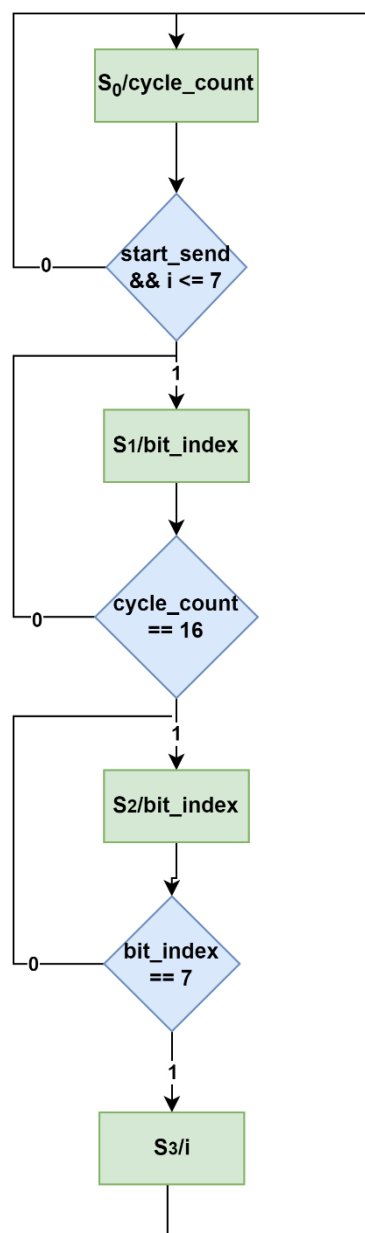 S₀/cycle_count
start_send
&& i <= 7
0
1
S1/bit_index
cycle_count
== 16
0
1
S2/bit_index
bit_index
== 7
0
1
S3/i